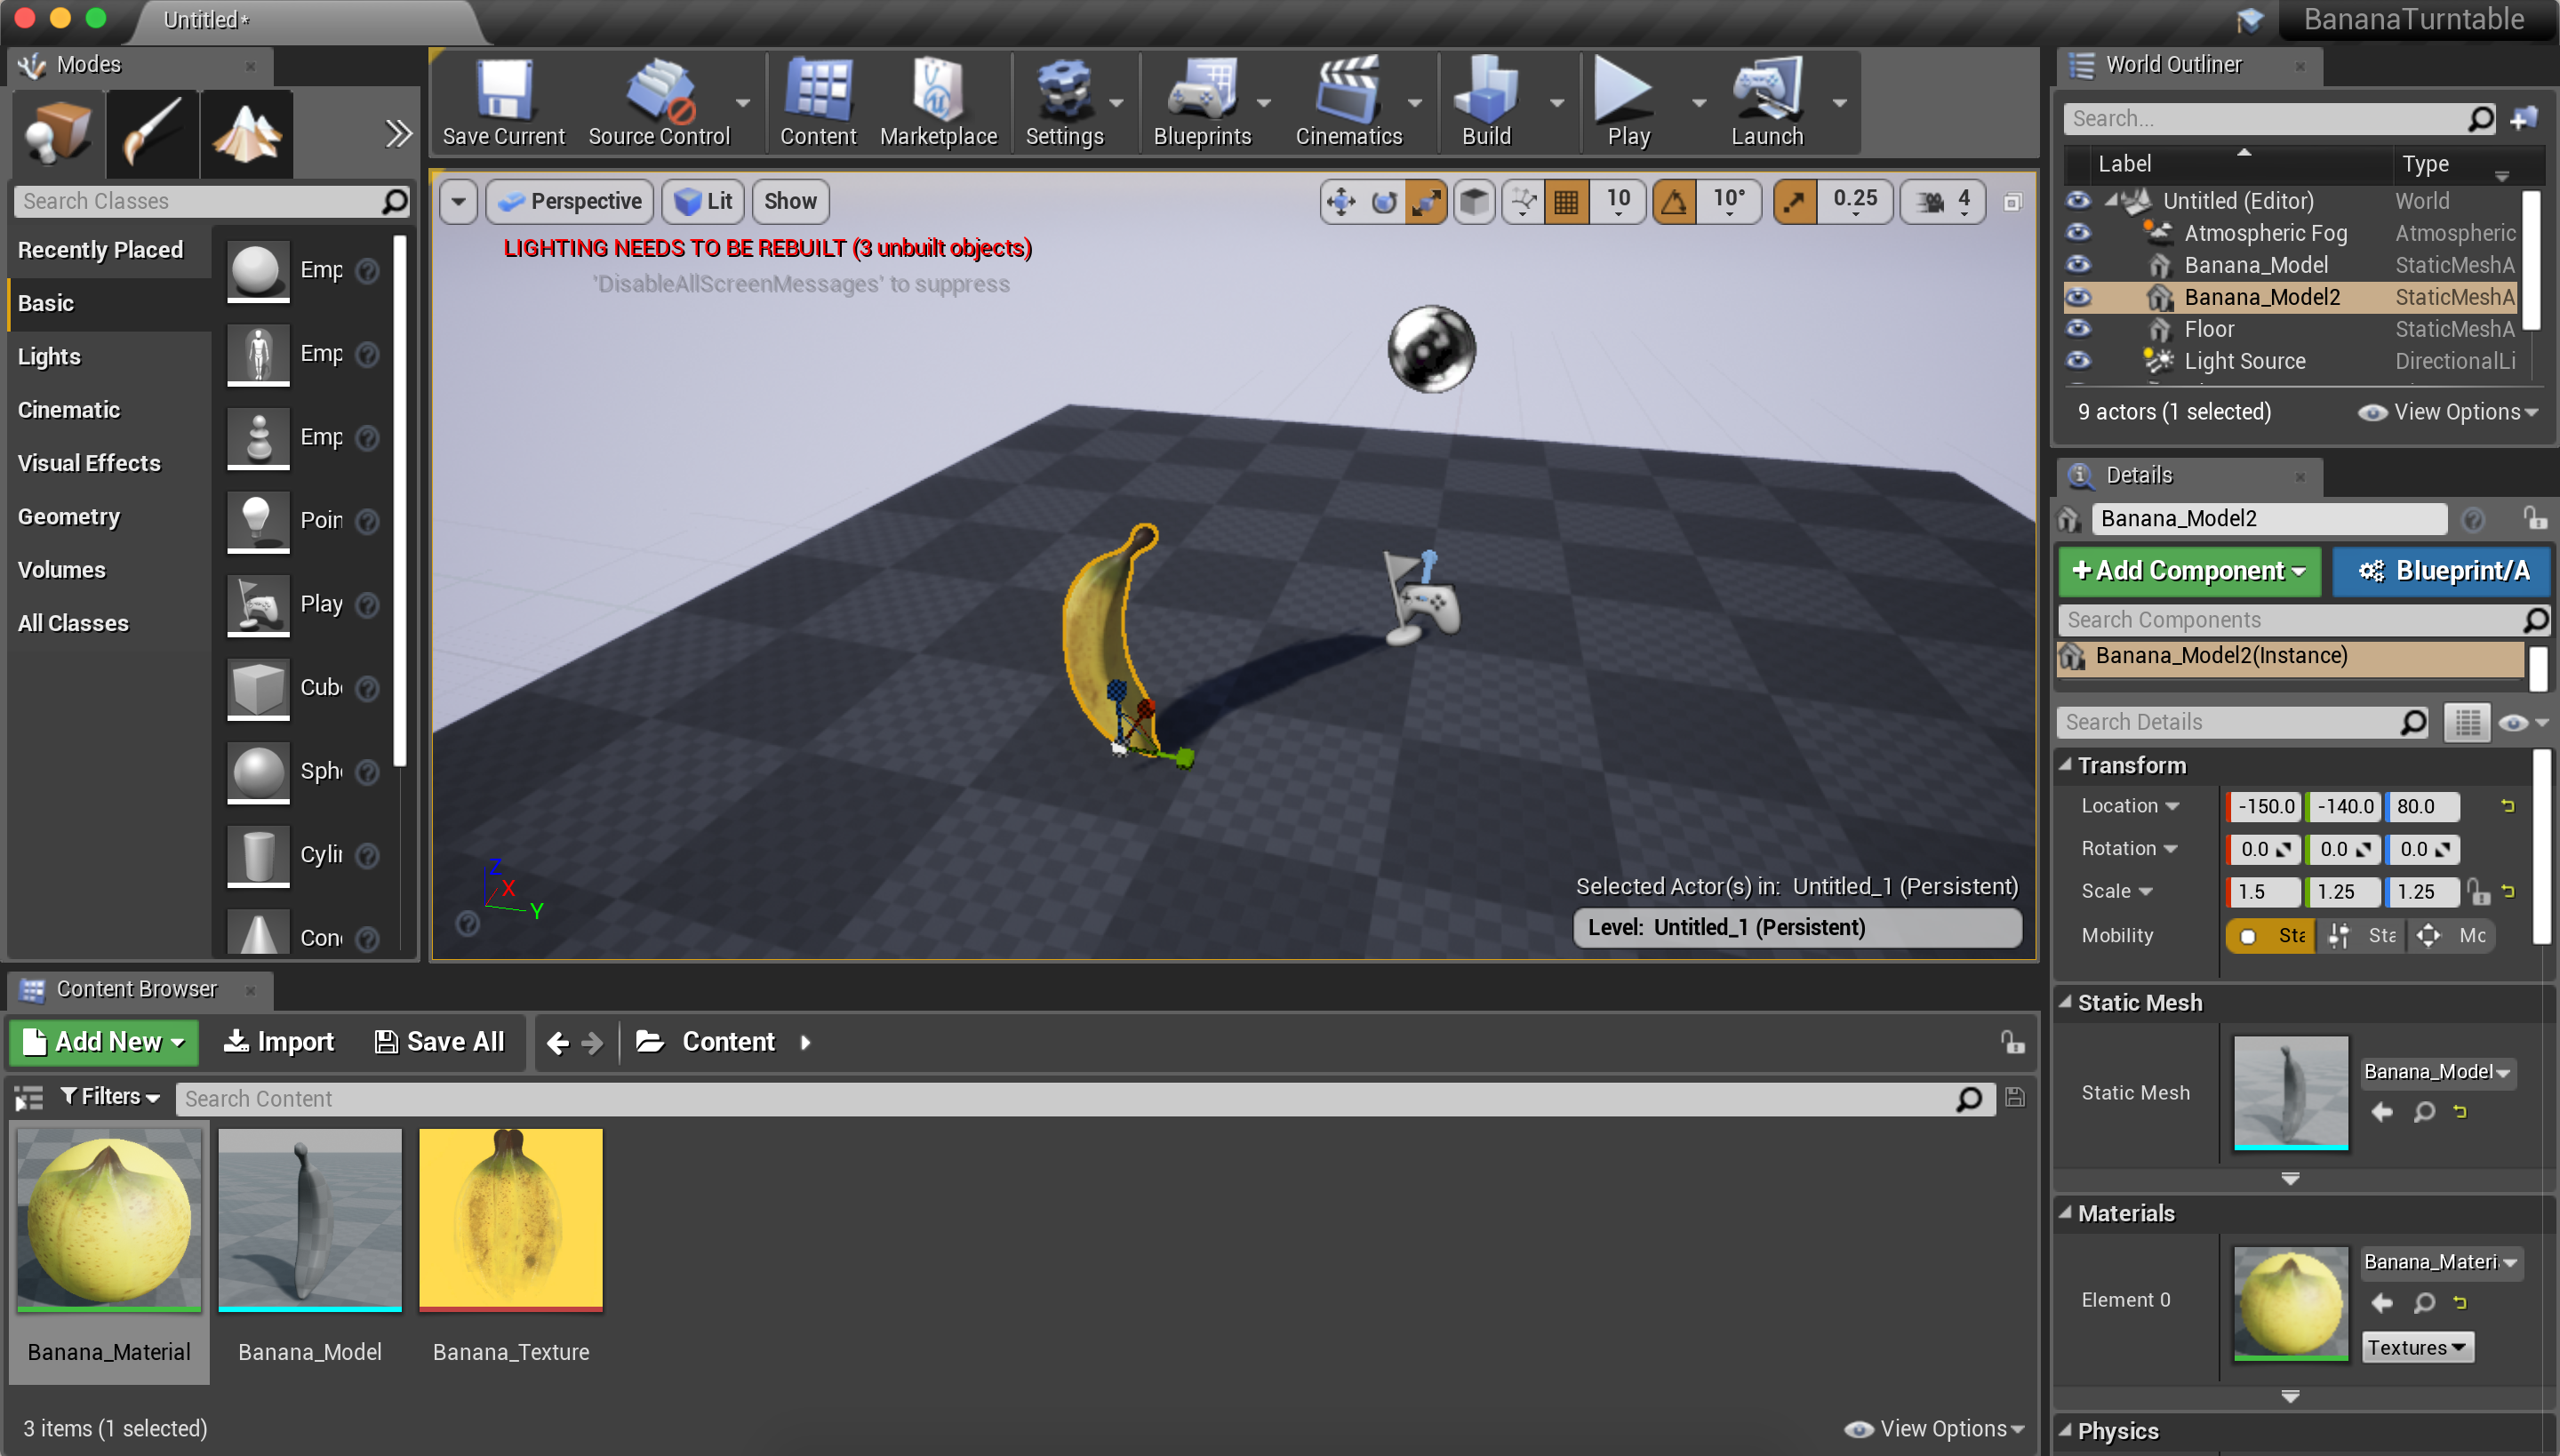 Untitled*
BananaTurntable
Modes
Save Current
Source Control
Content
Marketplace
Settings
Blueprints
Cinematics
Build
Play
Launch
World Outliner
Search...
Label
Type
Search Classes
Recently Placed
Basic
Lights
Cinematic
Visual Effects
Geometry
Volumes
All Classes
Emp
Emp
Emp
Poin
Play
Cub
Sph
Cyli
Con
Perspective
Lit
Show
10
10°
0.25
4
LIGHTING NEEDS TO BE REBUILT (3 unbuilt objects)
'DisableAllScreenMessages' to suppress
Z
X
Y
Selected Actor(s) in: Untitled_1 (Persistent)
Level: Untitled_1 (Persistent)
Untitled (Editor) World
Atmospheric Fog Atmospheric
Banana_Model StaticMeshA
Banana_Model2 StaticMeshA
Floor StaticMeshA
Light Source DirectionalLi
9 actors (1 selected)
View Options
Details
Banana_Model2
+Add Component
Blueprint/A
Search Components
Banana_Model2(Instance)
Search Details
Transform
Location -150.0 -140.0 80.0
Rotation 0.0 0.0 0.0
Scale 1.5 1.25 1.25
Mobility Sta Sta Mc
Static Mesh
Static Mesh
Banana_Model
Materials
Element 0
Banana_Materi
Textures
Physics
Content Browser
Add New
Import
Save All
Content
Filters
Search Content
Banana_Material
Banana_Model
Banana_Texture
3 items (1 selected)
View Options